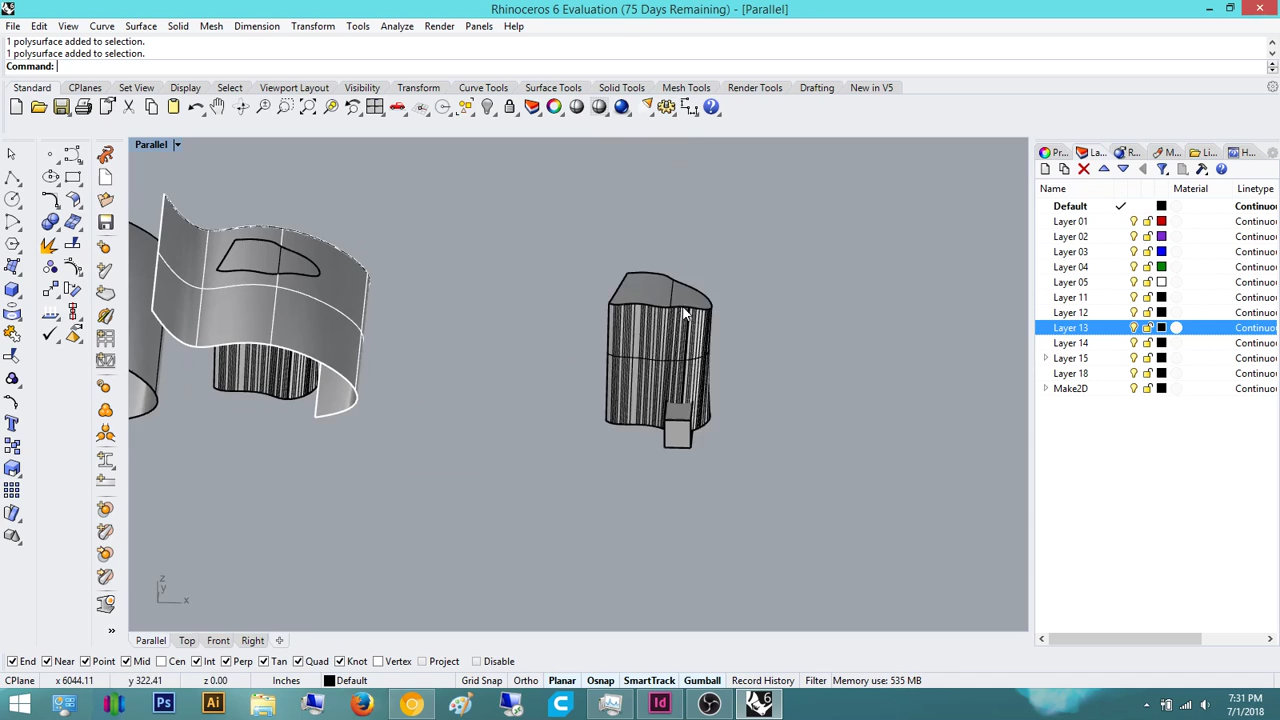 Rhinoceros 6 Evaluation (75 Days Remaining) - [Parallel]
File Edit View Curve Surface Solid Mesh Dimension Transform Tools Analyze Render Panels Help
1 polysurface added to selection.
1 polysurface added to selection.
Command:
Standard CPlanes Set View Display Select Viewport Layout Visibility Transform Curve Tools Surface Tools Solid Tools Mesh Tools Render Tools Drafting New in V5
Parallel
Pr... La... R... M... Li... H...
Name Material Linetype
Default Continuou
Layer 01 Continuou
Layer 02 Continuou
Layer 03 Continuou
Layer 04 Continuou
Layer 05 Continuou
Layer 11 Continuou
Layer 12 Continuou
Layer 13 Continuou
Layer 14 Continuou
Layer 15 Continuou
Layer 18 Continuou
Make2D Continuou
z
y
x
Parallel Top Front Right
End Near Point Mid Cen Int Perp Tan Quad Knot Vertex Project Disable
CPlane x 6044.11 y 322.41 z 0.00 Inches Default Grid Snap Ortho Planar Osnap SmartTrack Gumball Record History Filter Memory use: 535 MB
Ps Ai Id 6
7:31 PM
7/1/2018